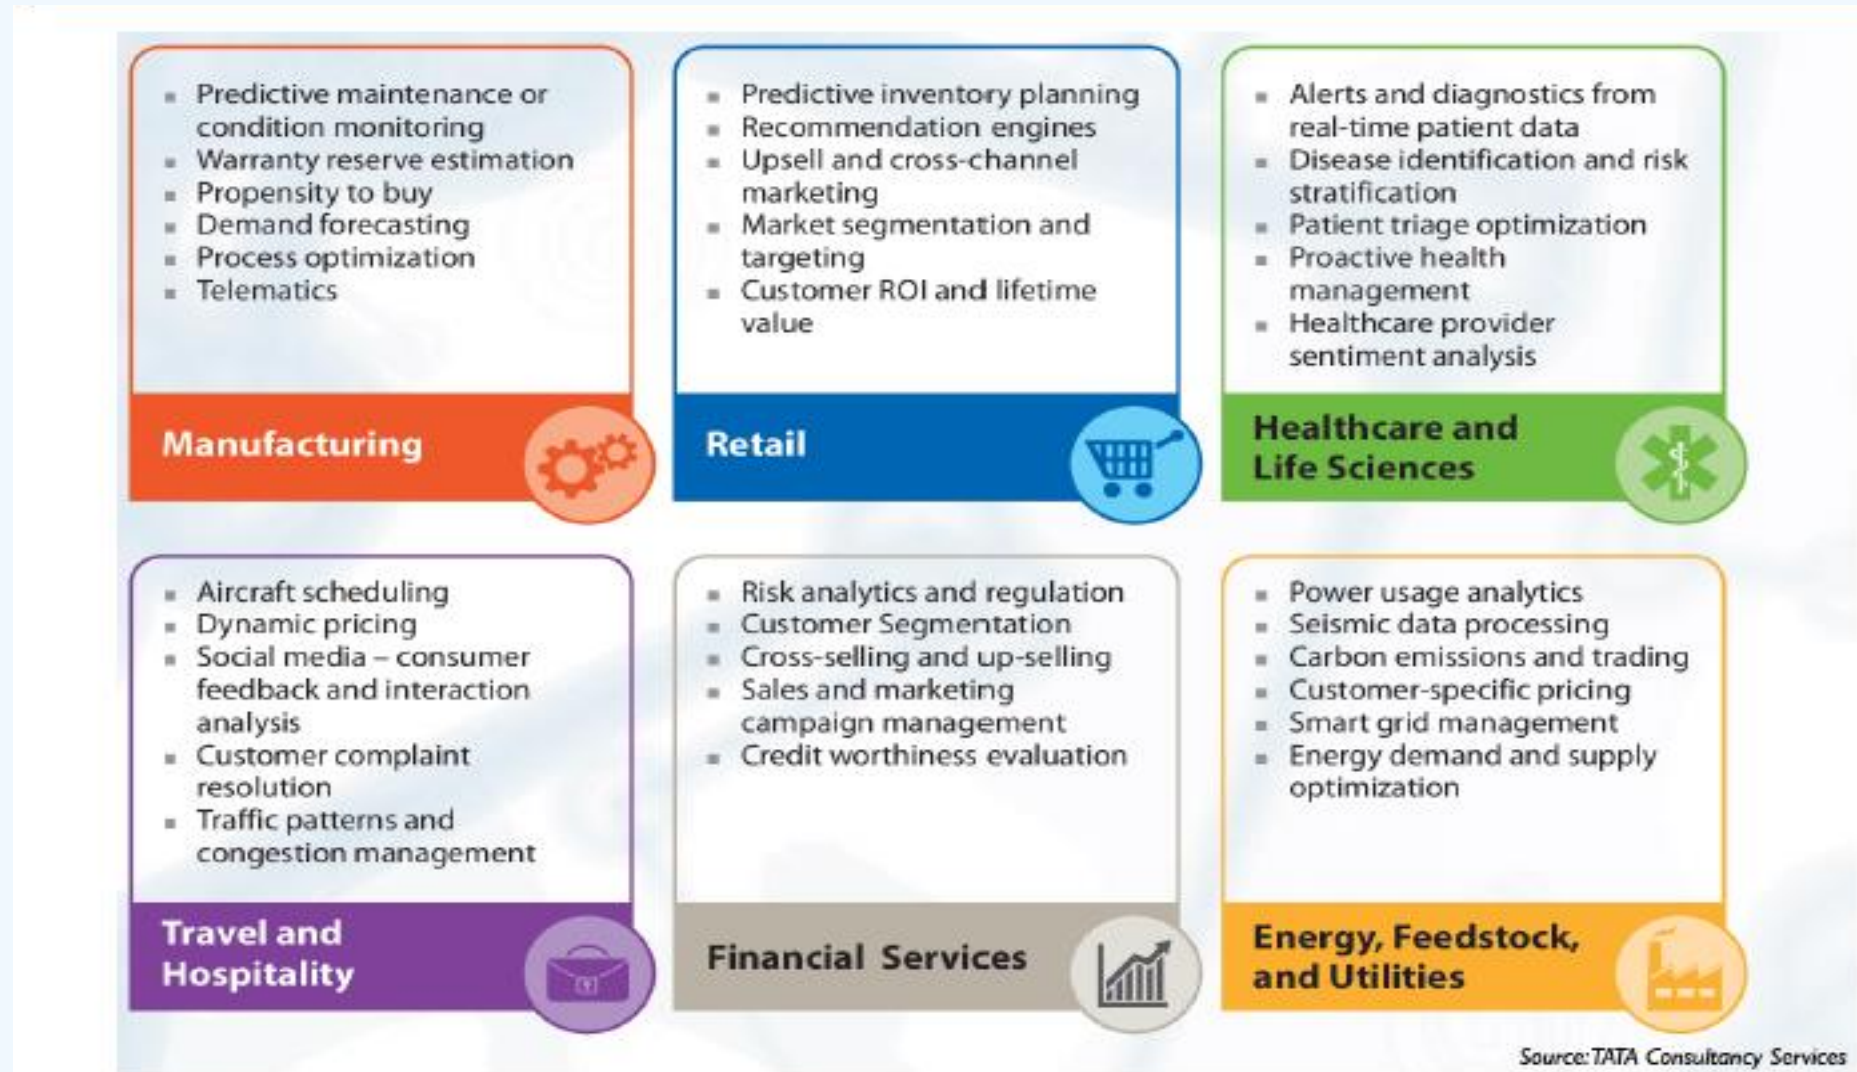 Predictive maintenance or
condition monitoring
Warranty reserve estimation
Propensity to buy
Demand forecasting
Process optimization
Telematics
Manufacturing
Predictive inventory planning
Recommendation engines
Upsell and cross-channel
marketing
Market segmentation and
targeting
Customer ROI and lifetime
value
Retail
Alerts and diagnostics from
real-time patient data
Disease identification and risk
stratification
Patient triage optimization
Proactive health
management
Healthcare provider
sentiment analysis
Healthcare and
Life Sciences
Aircraft scheduling
Dynamic pricing
Social media – consumer
feedback and interaction
analysis
Customer complaint
resolution
Traffic patterns and
congestion management
Travel and
Hospitality
Risk analytics and regulation
Customer Segmentation
Cross-selling and up-selling
Sales and marketing
campaign management
Credit worthiness evaluation
Financial Services
Power usage analytics
Seismic data processing
Carbon emissions and trading
Customer-specific pricing
Smart grid management
Energy demand and supply
optimization
Energy, Feedstock,
and Utilities
Source: TATA Consultancy Services